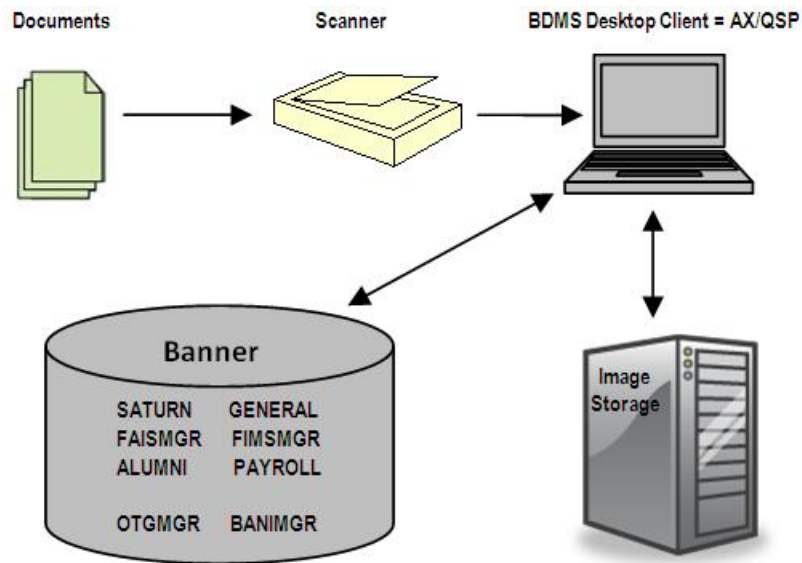 Documents
Scanner
BDMS Desktop Client = AX/QSP
Banner
SATURN GENERAL
FAISMGR FIMSMGR
ALUMNI PAYROLL
OTGMGR BANIMGR
Image
Storage